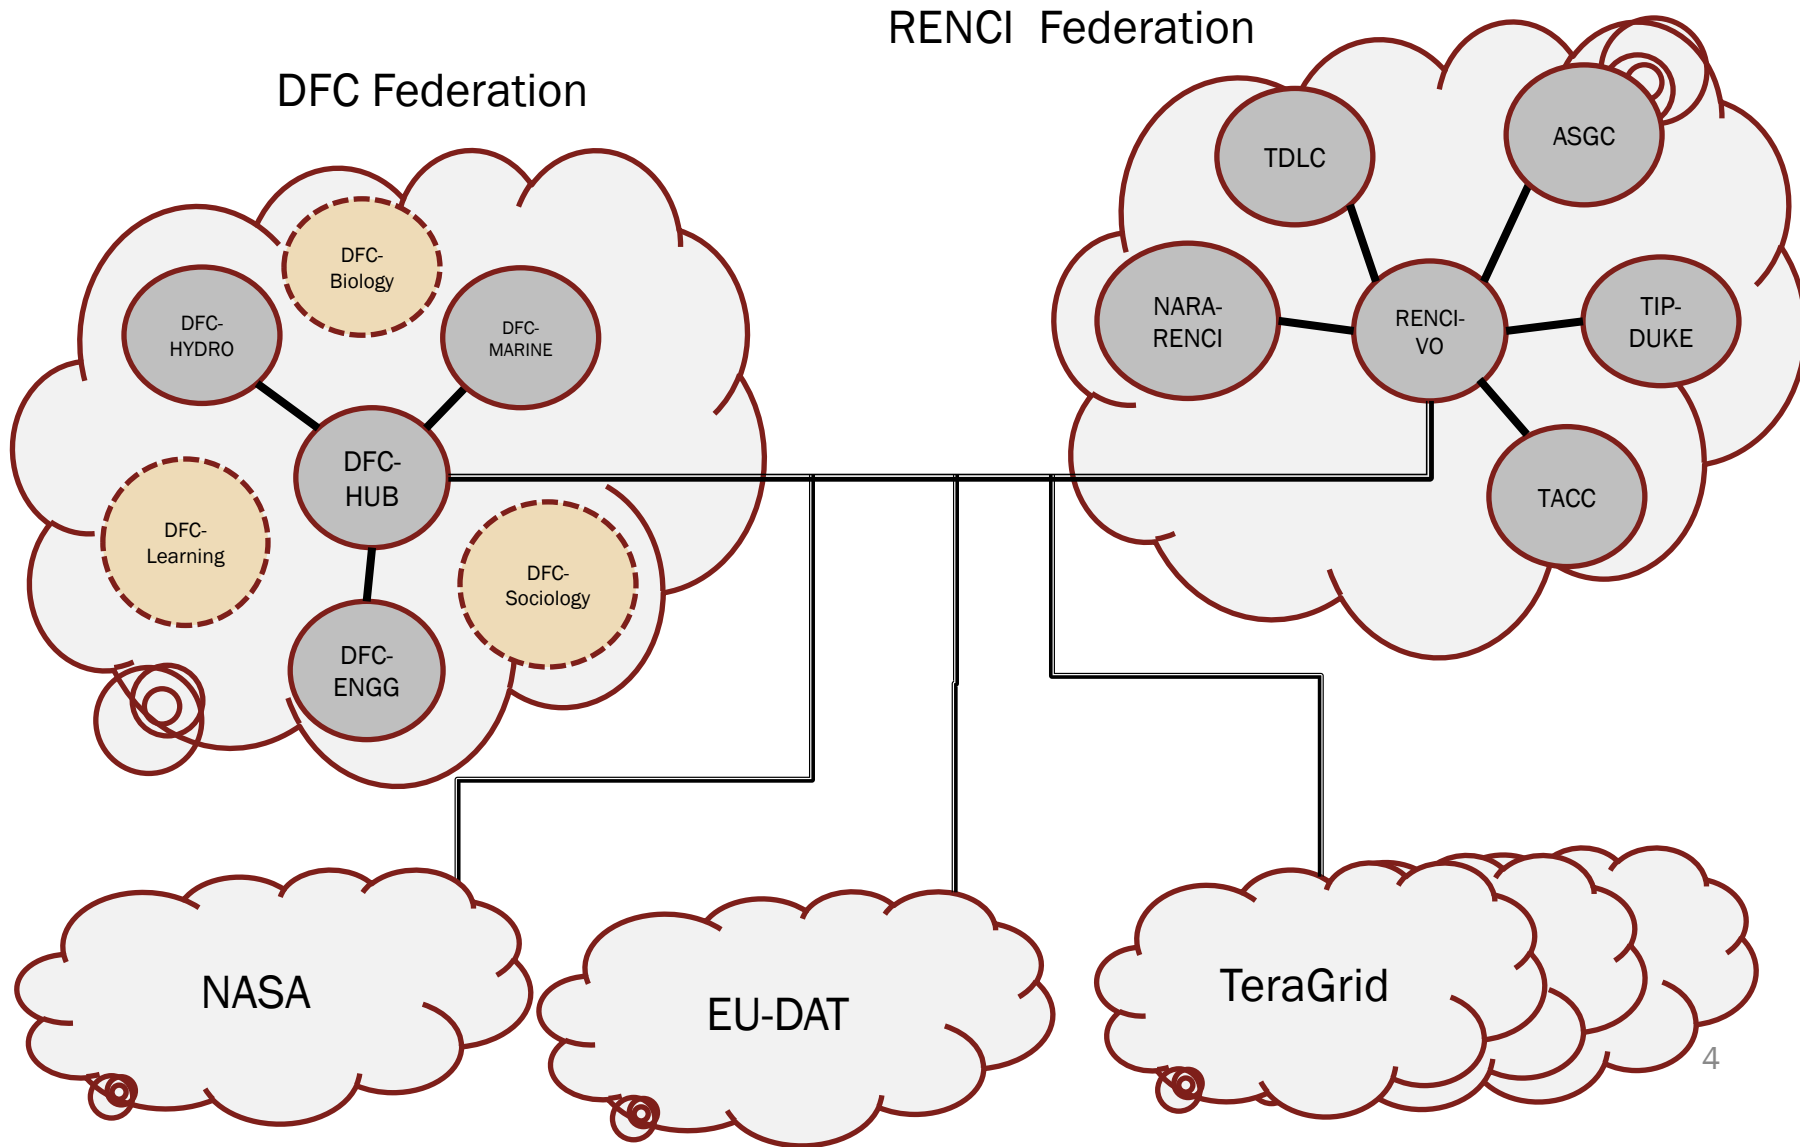 RENCI  Federation
DFC Federation
TDLC
ASGC
DFC-
Biology
DFC-
HYDRO
DFC-
MARINE
NARA-
RENCI
RENCI-
VO
TIP-
DUKE
DFC-
HUB
TACC
DFC-
Learning
DFC-
Sociology
DFC-
ENGG
NASA
EU-DAT
TeraGrid
4